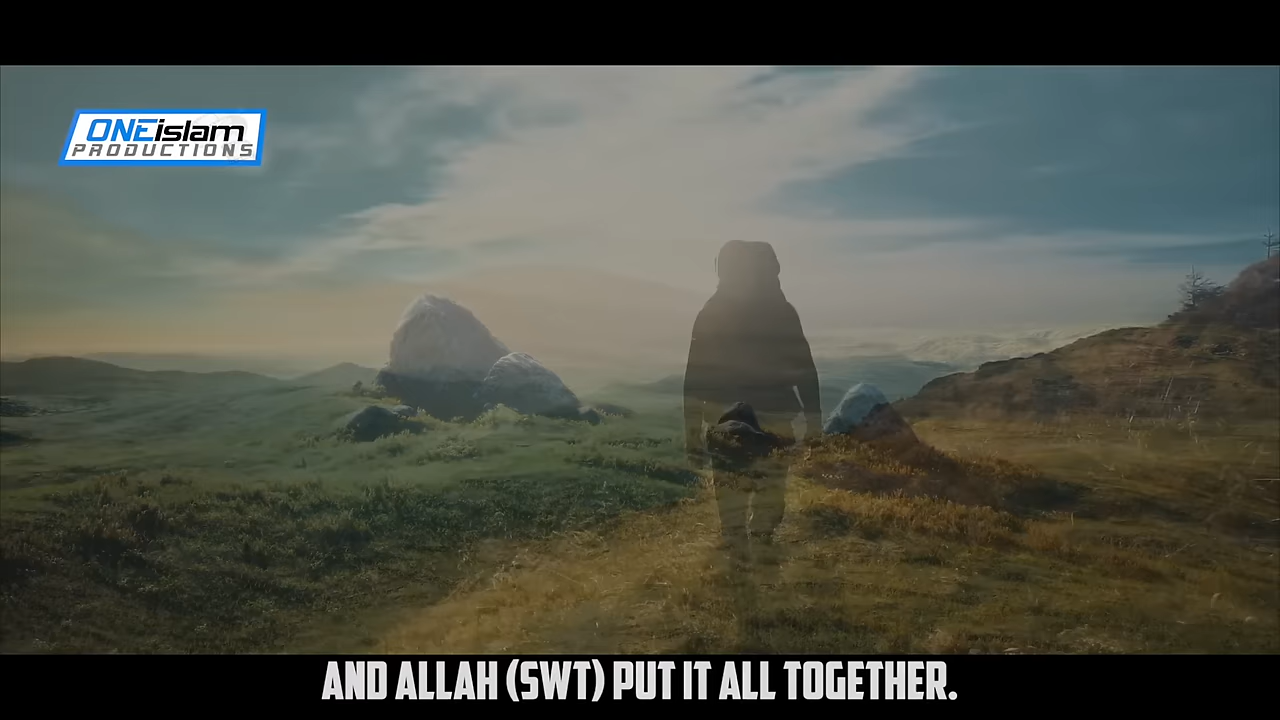 ONEislam
PRODUCTIONS
AND ALLAH (SWT) PUT IT ALL TOGETHER.